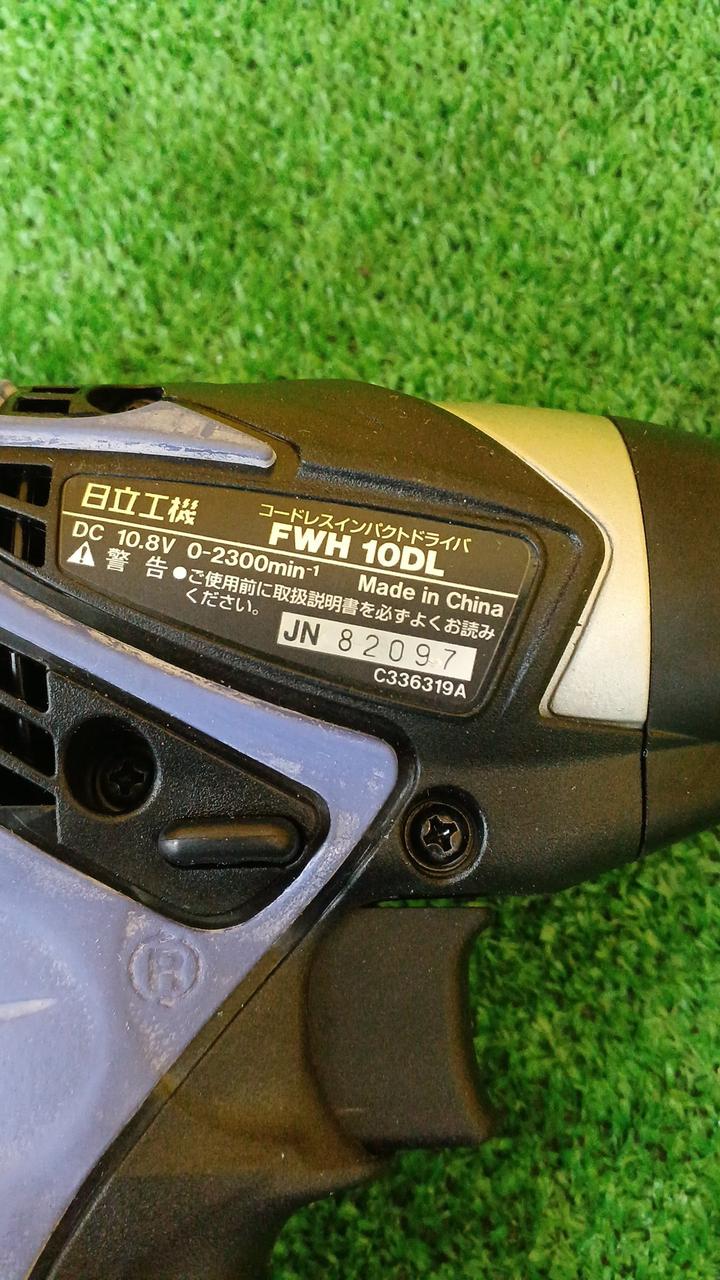 日立工機
コードレスインパクトドライバ
FWH 10DL
DC 10.8V 0-2300min⁻¹
Made in China
⚠ 警告 ●ご使用前に取扱説明書を必ずよくお読み
ください。
JN 82097
C336319A
R